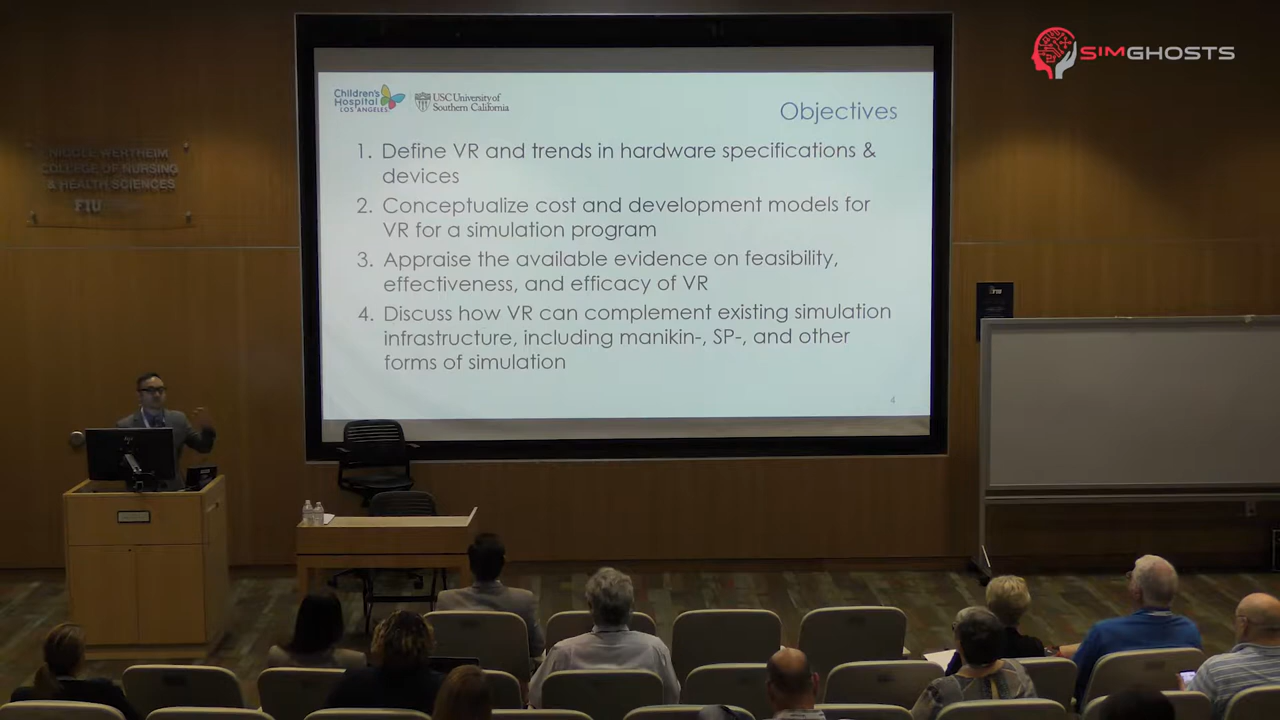 SIMGHOSTS
Children's
Hospital
LOS ANGELES
USC University of
Southern California
Objectives
1. Define VR and trends in hardware specifications &
devices
2. Conceptualize cost and development models for
VR for a simulation program
3. Appraise the available evidence on feasibility,
effectiveness, and efficacy of VR
4. Discuss how VR can complement existing simulation
infrastructure, including manikin-, SP-, and other
forms of simulation
4
NICOLE WERTHEIM
COLLEGE OF NURSING
& HEALTH SCIENCES
FIU